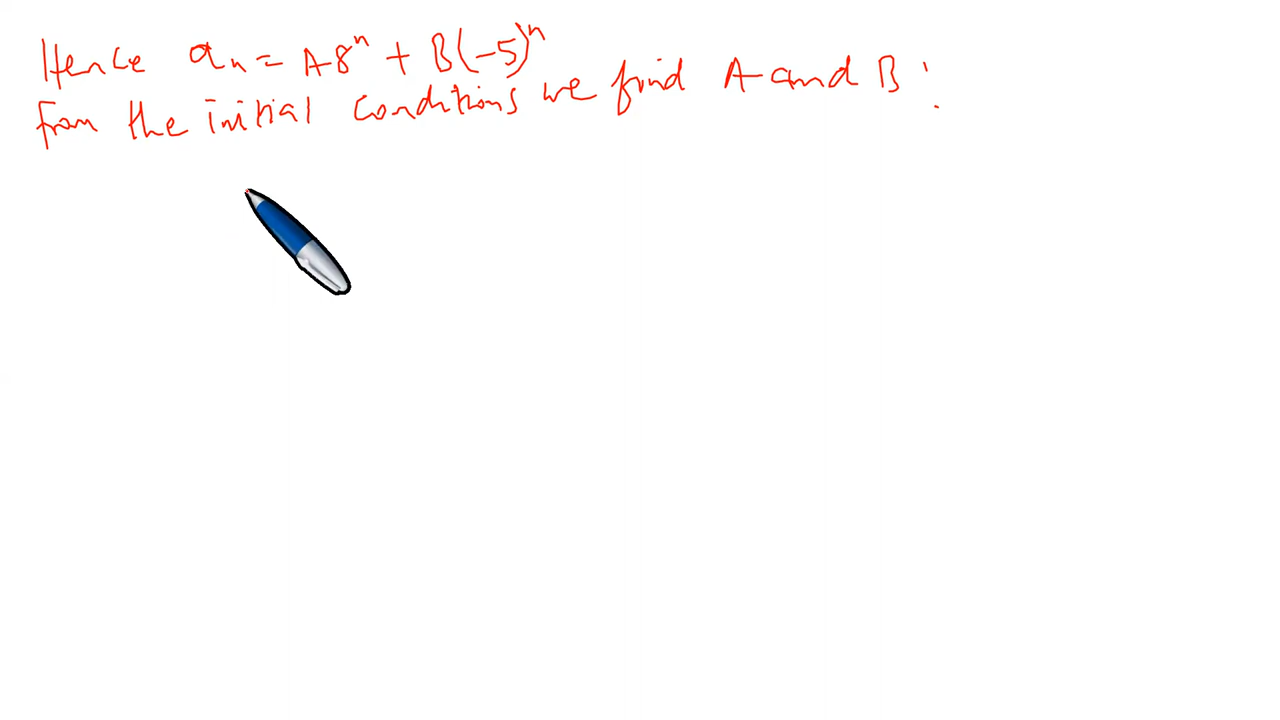 Hence aₙ = A8ⁿ + B(-5)ⁿ
from the initial conditions we find A and B :